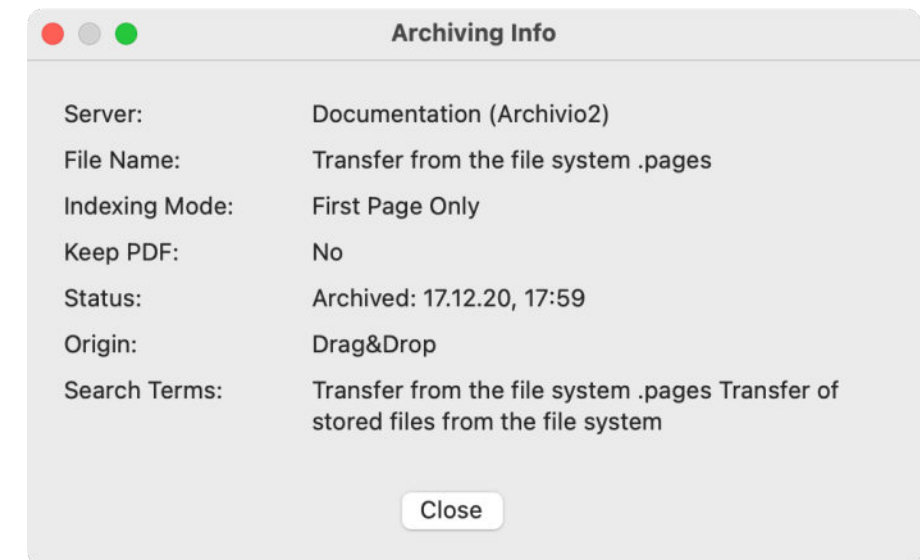 Archiving Info
Server: Documentation (Archivio2)
File Name: Transfer from the file system .pages
Indexing Mode: First Page Only
Keep PDF: No
Status: Archived: 17.12.20, 17:59
Origin: Drag&Drop
Search Terms: Transfer from the file system .pages Transfer of
stored files from the file system
Close